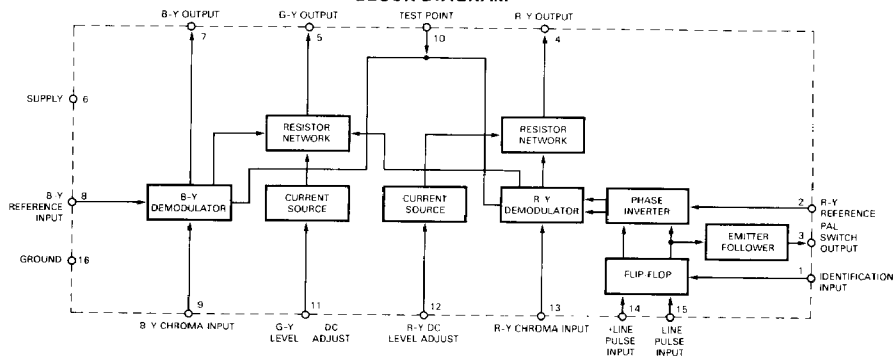 B-Y OUTPUT
G-Y OUTPUT
TEST POINT
R-Y OUTPUT
7
5
10
4
SUPPLY
6
RESISTOR
NETWORK
RESISTOR
NETWORK
B-Y
REFERENCE
INPUT
8
B-Y
DEMODULATOR
CURRENT
SOURCE
CURRENT
SOURCE
R-Y
DEMODULATOR
PHASE
INVERTER
2
R-Y
REFERENCE
PAL
SWITCH
OUTPUT
3
EMITTER
FOLLOWER
GROUND
16
FLIP-FLOP
1
IDENTIFICATION
INPUT
9
11
12
13
14
15
B-Y CHROMA INPUT
G-Y DC
LEVEL ADJUST
R-Y DC
LEVEL ADJUST
R-Y CHROMA INPUT
+LINE
PULSE
INPUT
LINE
PULSE
INPUT